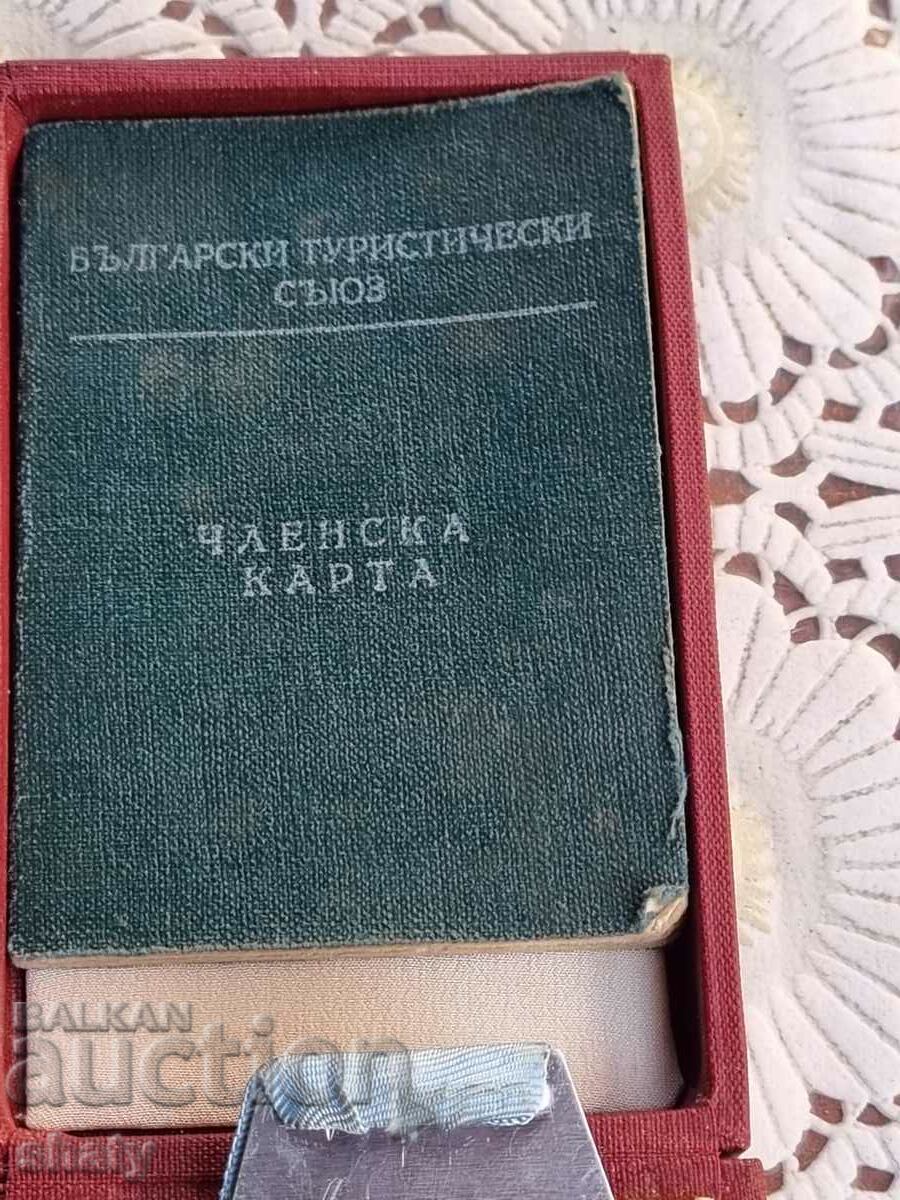 БЪЛГАРСКИ ТУРИСТИЧЕСКИ
СЪЮЗ
ЧЛЕНСКА
КАРТА
BALKAN
auction
shaty